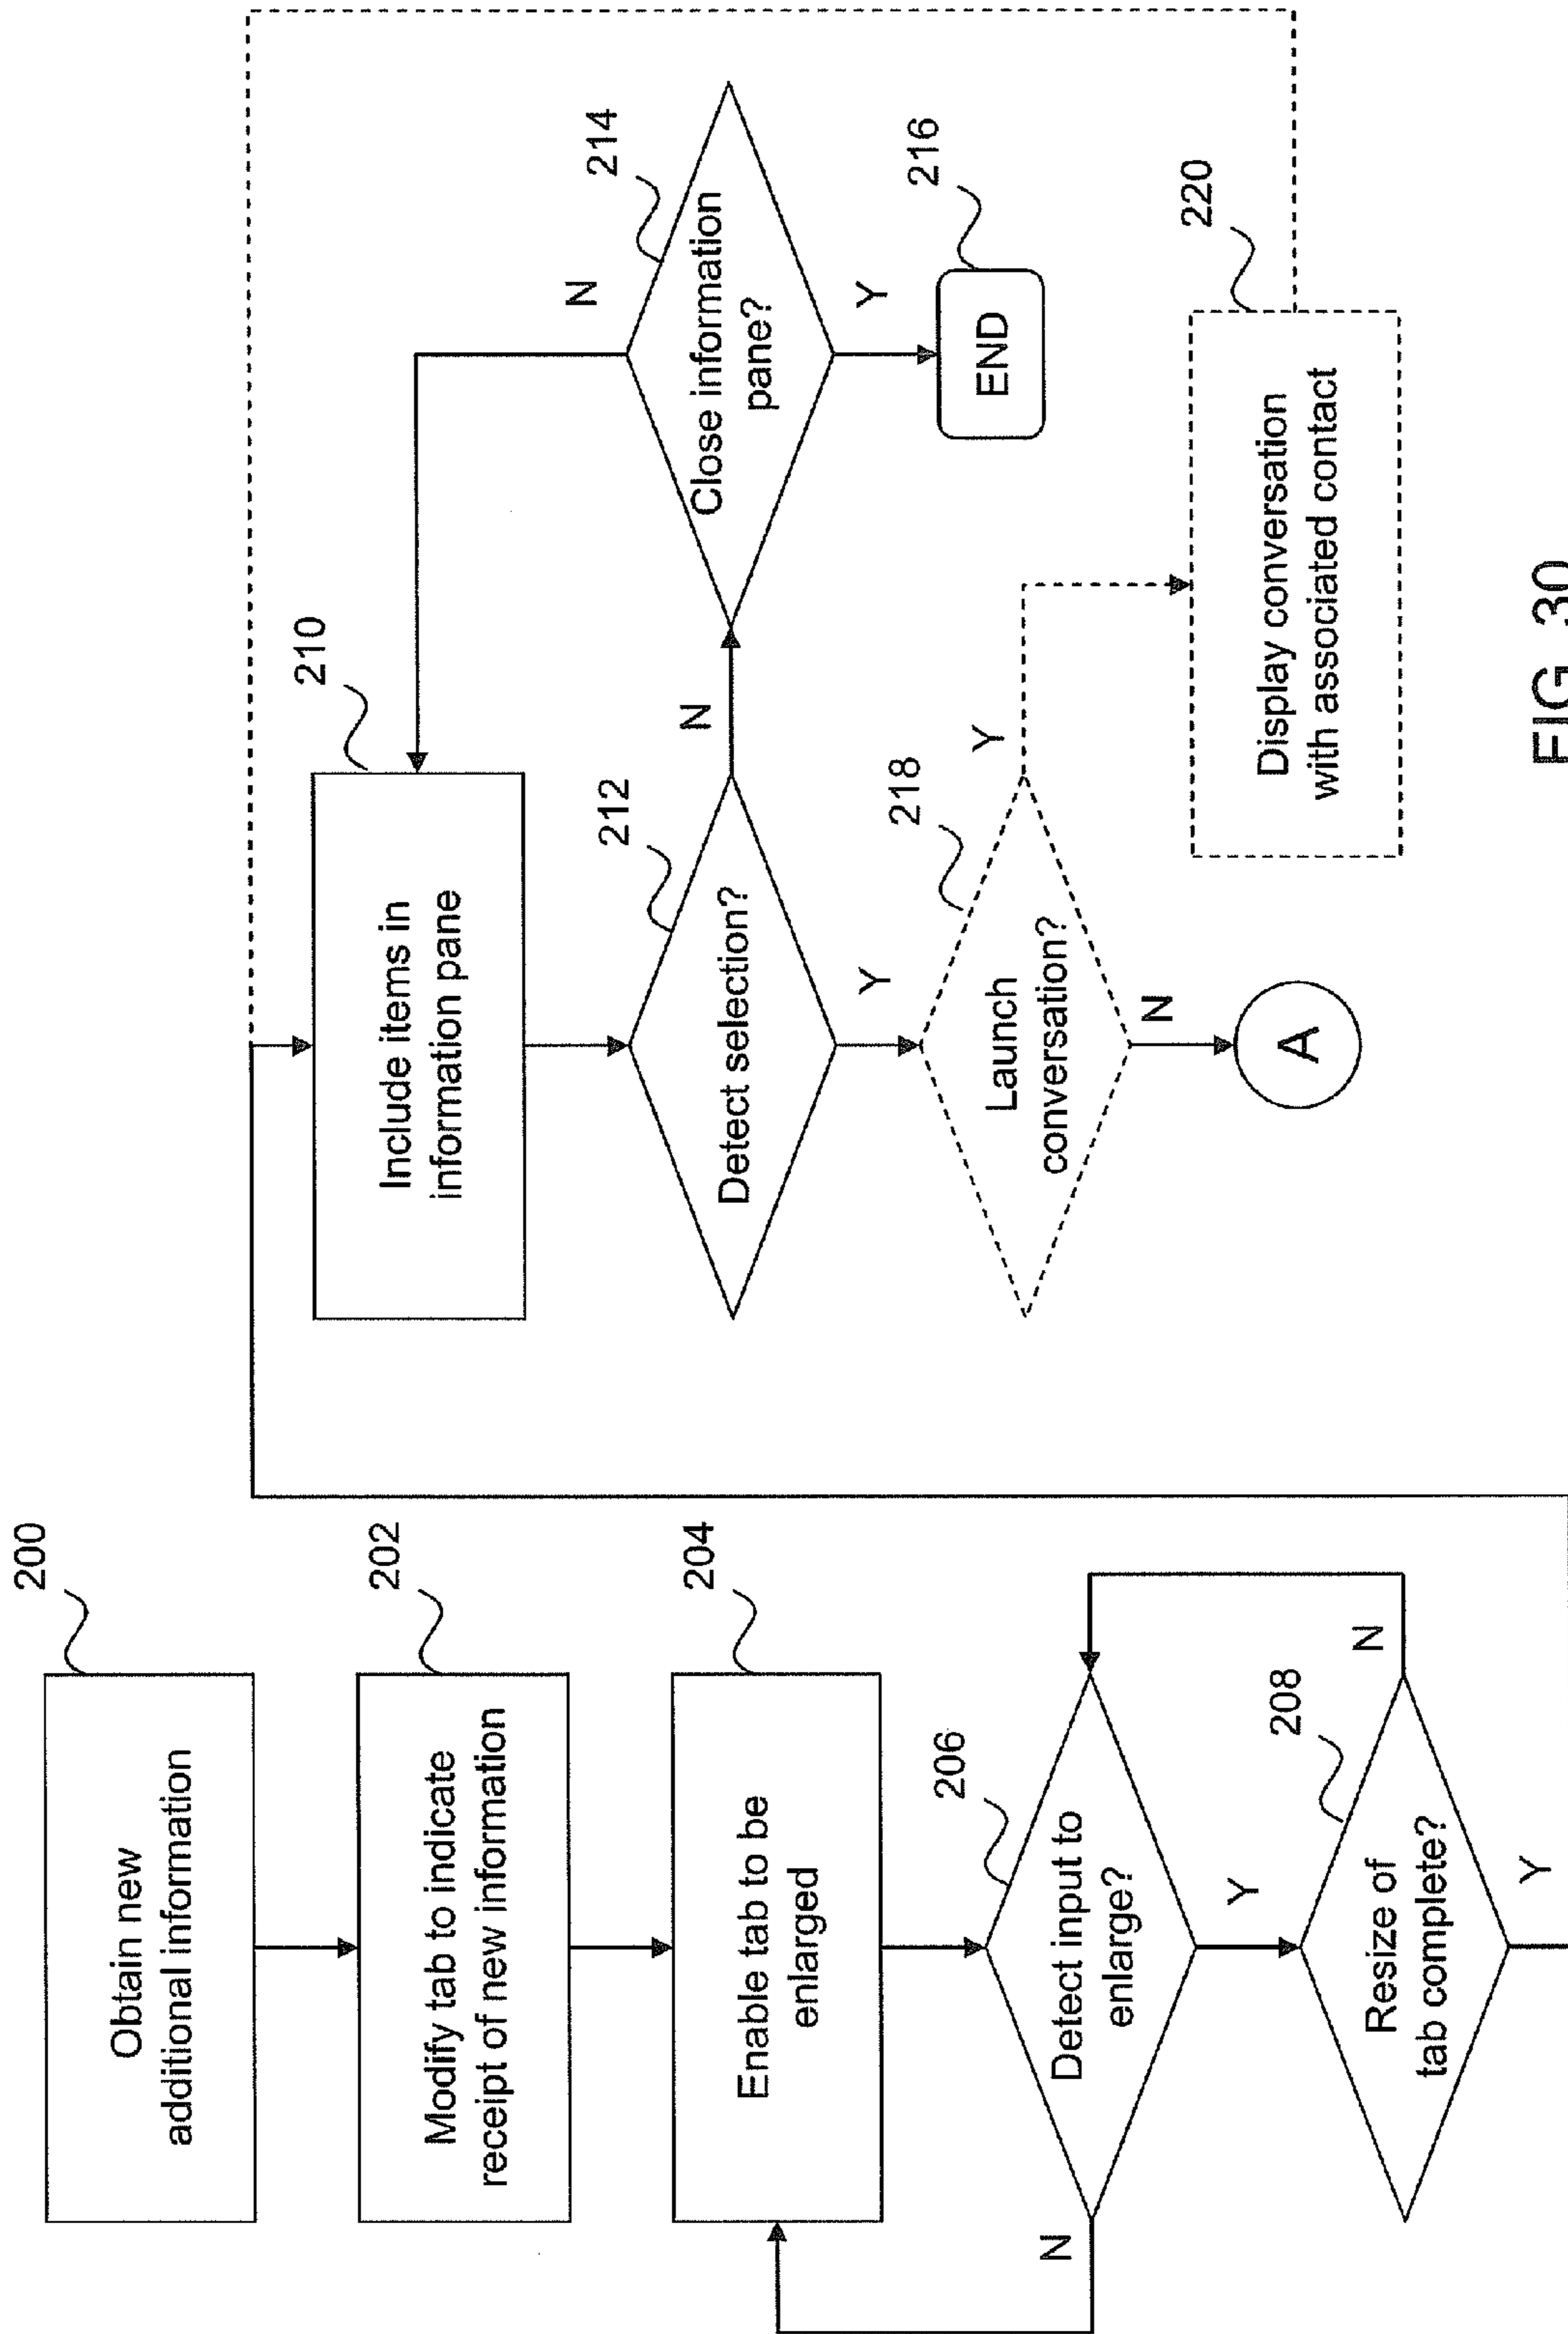 200
Obtain new
additional information
202
Modify tab to indicate
receipt of new information
204
Enable tab to be
enlarged
206
Detect input to
enlarge?
N
Y
208
Resize of
tab complete?
N
Y
210
Include items in
information pane
212
Detect selection?
N
Y
214
Close information
pane?
N
Y
216
END
218
Launch
conversation?
Y
N
A
220
Display conversation
with associated contact
FIG. 30